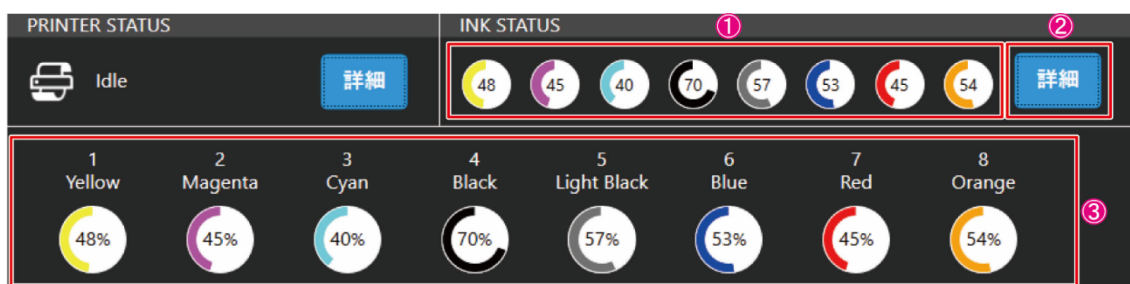 PRINTER STATUS
INK STATUS
①
②
Idle
詳細
48 45 40 70 57 53 45 54
詳細
1 2 3 4 5 6 7 8
Yellow Magenta Cyan Black Light Black Blue Red Orange
③
48% 45% 40% 70% 57% 53% 45% 54%